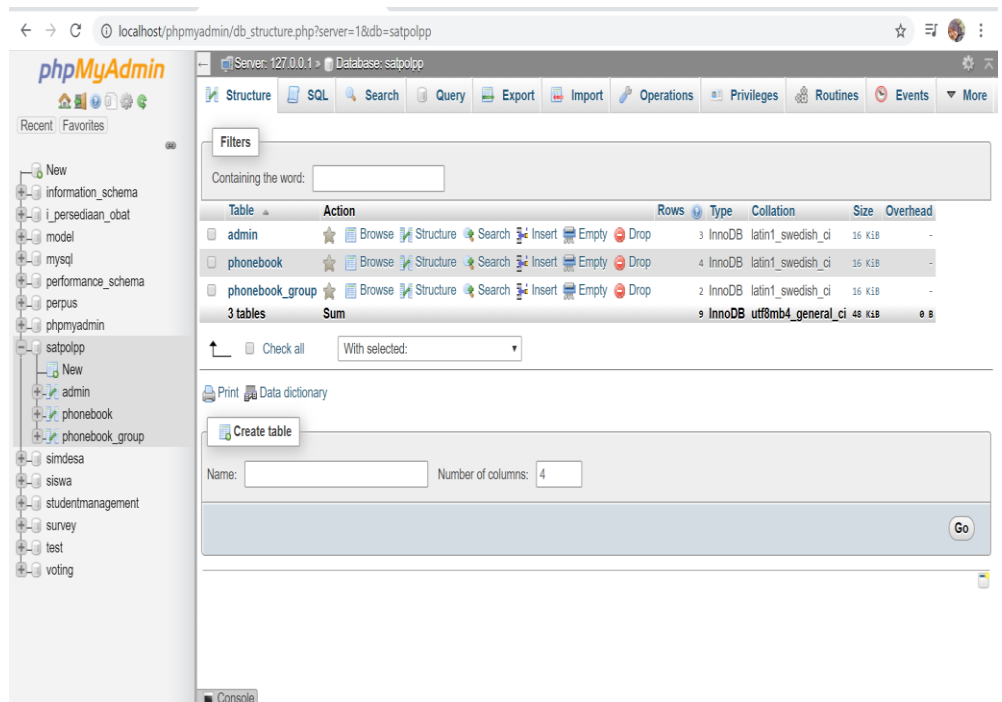 localhost/phpmyadmin/db_structure.php?server=1&db=satpolpp
phpMyAdmin
Recent Favorites
New
information_schema
i_persediaan_obat
model
mysql
performance_schema
perpus
phpmyadmin
satpolpp
New
admin
phonebook
phonebook_group
simdesa
siswa
studentmanagement
survey
test
voting
Server: 127.0.0.1 » Database: satpolpp
Structure SQL Search Query Export Import Operations Privileges Routines Events More
Filters
Containing the word:
Table Action Rows Type Collation Size Overhead
admin Browse Structure Search Insert Empty Drop 3 InnoDB latin1_swedish_ci 16 KiB -
phonebook Browse Structure Search Insert Empty Drop 4 InnoDB latin1_swedish_ci 16 KiB -
phonebook_group Browse Structure Search Insert Empty Drop 2 InnoDB latin1_swedish_ci 16 KiB -
3 tables Sum 9 InnoDB utf8mb4_general_ci 48 KiB 0 B
Check all With selected:
Print Data dictionary
Create table
Name: Number of columns: 4
Go
Console